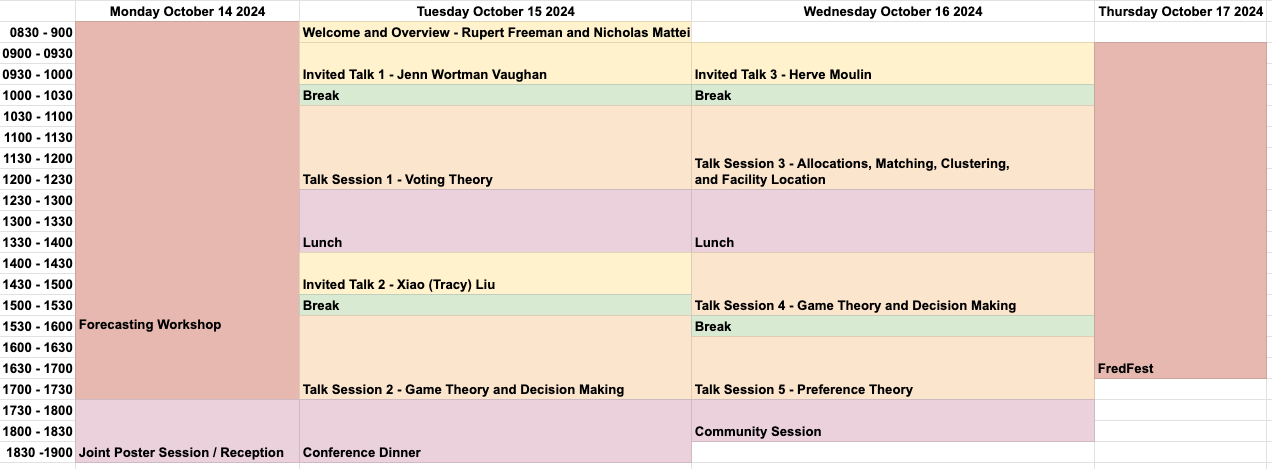 Monday October 14 2024 Tuesday October 15 2024 Wednesday October 16 2024 Thursday October 17 2024
0830 - 900 Welcome and Overview - Rupert Freeman and Nicholas Mattei
0900 - 0930
0930 - 1000 Invited Talk 1 - Jenn Wortman Vaughan Invited Talk 3 - Herve Moulin
1000 - 1030 Break Break
1030 - 1100
1100 - 1130
1130 - 1200 Talk Session 3 - Allocations, Matching, Clustering,
1200 - 1230 Talk Session 1 - Voting Theory and Facility Location
1230 - 1300
1300 - 1330
1330 - 1400 Lunch Lunch
1400 - 1430
1430 - 1500 Invited Talk 2 - Xiao (Tracy) Liu
1500 - 1530 Break Talk Session 4 - Game Theory and Decision Making
1530 - 1600 Forecasting Workshop Break
1600 - 1630
1630 - 1700 FredFest
1700 - 1730 Talk Session 2 - Game Theory and Decision Making Talk Session 5 - Preference Theory
1730 - 1800
1800 - 1830 Community Session
1830 -1900 Joint Poster Session / Reception Conference Dinner